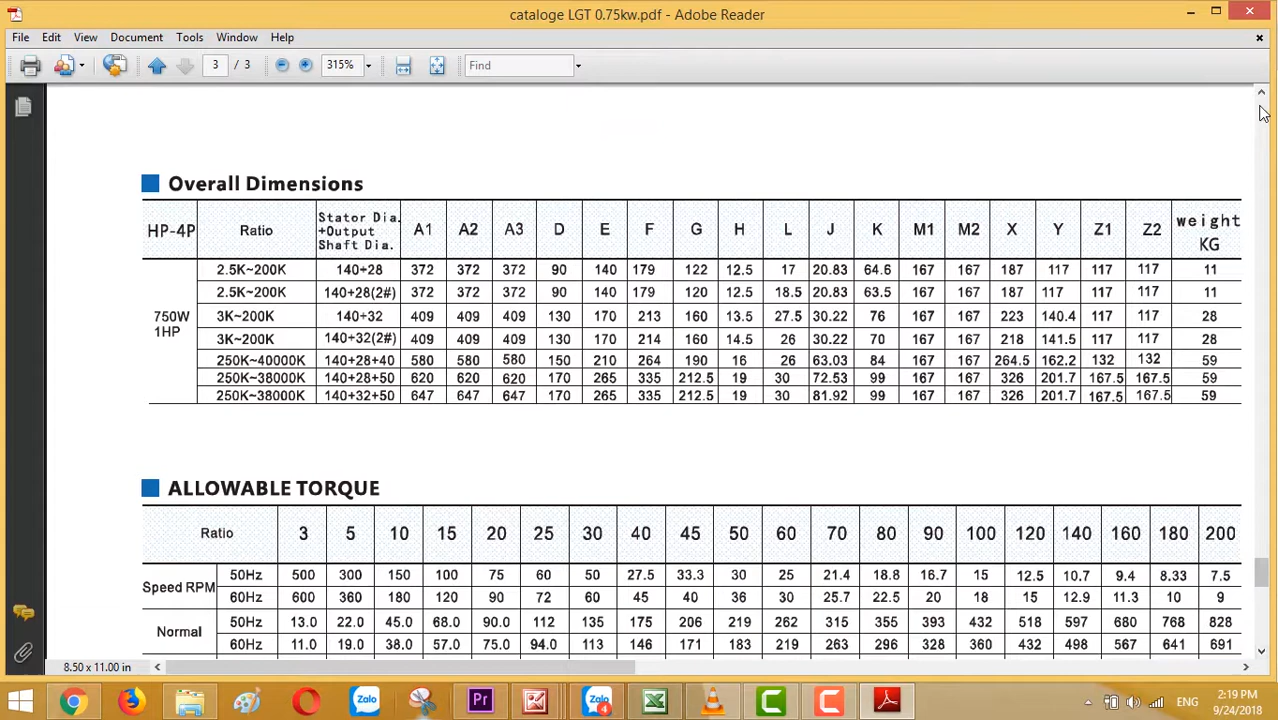 cataloge LGT 0.75kw.pdf - Adobe Reader
File Edit View Document Tools Window Help
3 / 3 315% Find
Overall Dimensions
HP-4P Ratio Stator Dia. +Output Shaft Dia. A1 A2 A3 D E F G H L J K M1 M2 X Y Z1 Z2 weight KG
750W 1HP
2.5K~200K 140+28 372 372 372 90 140 179 122 12.5 17 20.83 64.6 167 167 187 117 117 117 11
2.5K~200K 140+28(2#) 372 372 372 90 140 179 120 12.5 18.5 20.83 63.5 167 167 187 117 117 117 11
3K~200K 140+32 409 409 409 130 170 213 160 13.5 27.5 30.22 76 167 167 223 140.4 117 117 28
3K~200K 140+32(2#) 409 409 409 130 170 214 160 14.5 26 30.22 70 167 167 218 141.5 117 117 28
250K~40000K 140+28+40 580 580 580 150 210 264 190 16 26 63.03 84 167 167 264.5 162.2 132 132 59
250K~38000K 140+28+50 620 620 620 170 265 335 212.5 19 30 72.53 99 167 167 326 201.7 167.5 167.5 59
250K~38000K 140+32+50 647 647 647 170 265 335 212.5 19 30 81.92 99 167 167 326 201.7 167.5 167.5 59
ALLOWABLE TORQUE
Ratio 3 5 10 15 20 25 30 40 45 50 60 70 80 90 100 120 140 160 180 200
Speed RPM 50Hz 500 300 150 100 75 60 50 27.5 33.3 30 25 21.4 18.8 16.7 15 12.5 10.7 9.4 8.33 7.5
60Hz 600 360 180 120 90 72 60 45 40 36 30 25.7 22.5 20 18 15 12.9 11.3 10 9
Normal 50Hz 13.0 22.0 45.0 68.0 90.0 112 135 175 206 219 262 315 355 393 432 518 597 680 768 828
60Hz 11.0 19.0 38.0 57.0 75.0 94.0 113 146 171 183 219 263 296 328 360 432 498 567 641 691
8.50 x 11.00 in
Zalo Pr Zalo 4 ENG 2:19 PM
9/24/2018